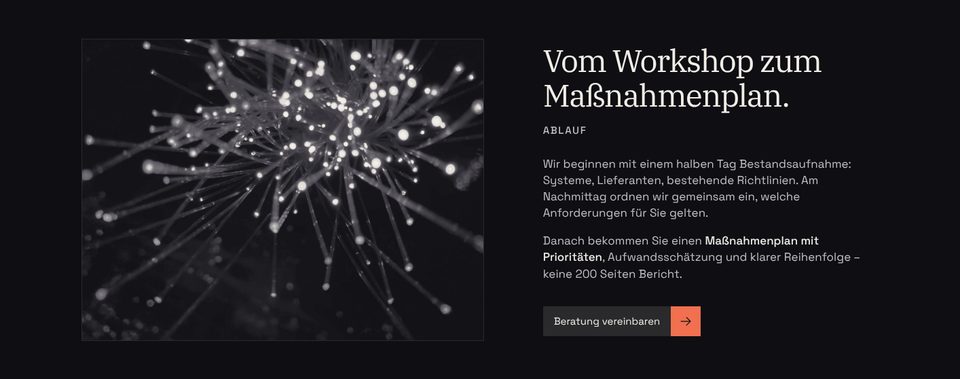 Vom Workshop zum
Maßnahmenplan.
ABLAUF
Wir beginnen mit einem halben Tag Bestandsaufnahme:
Systeme, Lieferanten, bestehende Richtlinien. Am
Nachmittag ordnen wir gemeinsam ein, welche
Anforderungen für Sie gelten.
Danach bekommen Sie einen Maßnahmenplan mit
Prioritäten, Aufwandsschätzung und klarer Reihenfolge –
keine 200 Seiten Bericht.
Beratung vereinbaren →